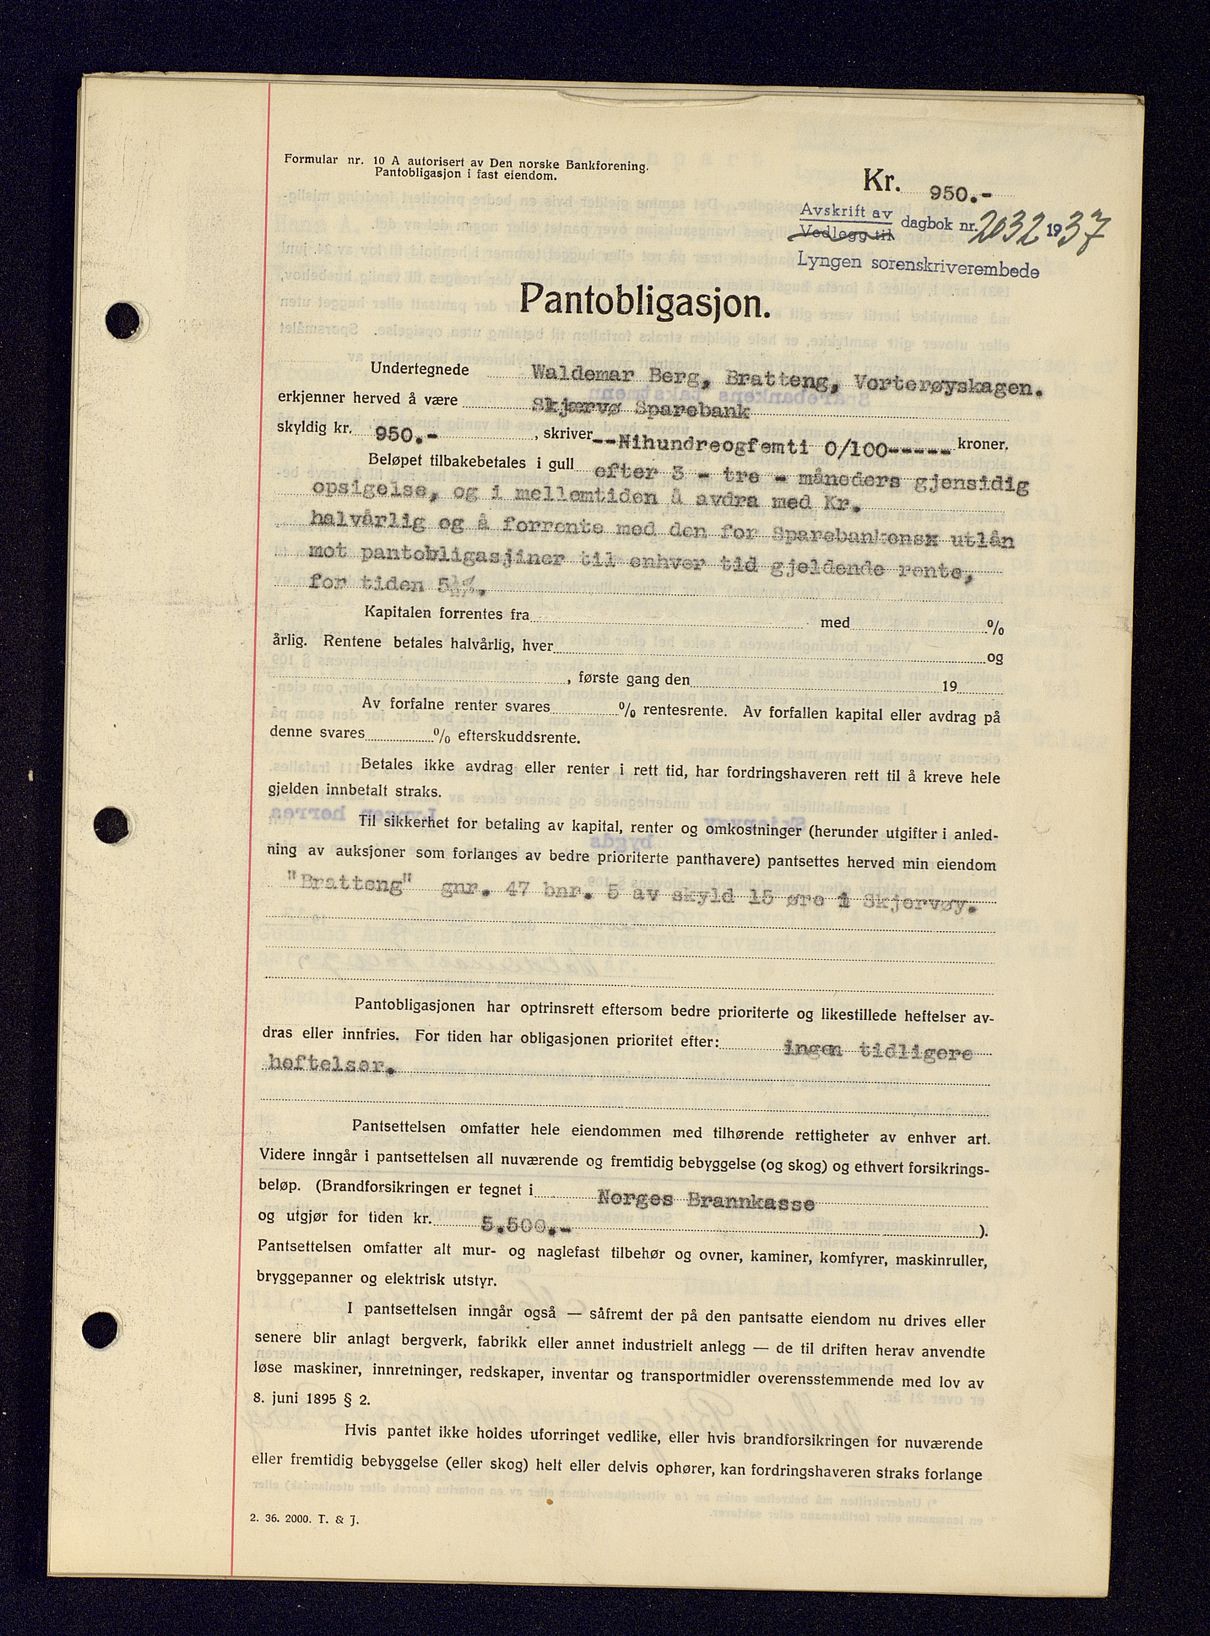 Formular nr. 10 A autorisert av Den norske Bankforening.
Pantobligasjon i fast eiendom.
Kr. 950.-
Avskrift av
Vedlegg til dagbok nr. 2032 1937
Lyngen sorenskriverembede
Pantobligasjon.
Undertegnede Waldemar Berg, Bratteng, Vorterøyskagen.
erkjenner herved å være Skjærvø Sparebank
skyldig kr. 950.- , skriver --Nihundreogfemti 0/100----- kroner.
Beløpet tilbakebetales i gull efter 3 - tre - måneders gjensidig
opsigelse, og i mellemtiden å avdra med Kr.
halvårlig og å forrente med den for Sparebankens utlån
mot pantobligasjiner til enhver tid gjeldende rente,
for tiden 5½%.
Kapitalen forrentes fra med %
årlig. Rentene betales halvårlig, hver og
, første gang den 19
Av forfalne renter svares % rentesrente. Av forfallen kapital eller avdrag på
denne svares % efterskuddsrente.
Betales ikke avdrag eller renter i rett tid, har fordringshaveren rett til å kreve hele
gjelden innbetalt straks.
Til sikkerhet for betaling av kapital, renter og omkostninger (herunder utgifter i anled-
ning av auksjoner som forlanges av bedre prioriterte panthavere) pantsettes herved min eiendom
"Bratteng" gnr. 47 bnr. 5 av skyld 15 øre i Skjervøy.
Pantobligasjonen har optrinsrett eftersom bedre prioriterte og likestillede heftelser av-
dras eller innfries. For tiden har obligasjonen prioritet efter: ingen tidligere
heftelser.
Pantsettelsen omfatter hele eiendommen med tilhørende rettigheter av enhver art.
Videre inngår i pantsettelsen all nuværende og fremtidig bebyggelse (og skog) og ethvert forsikrings-
beløp. (Brandforsikringen er tegnet i Norges Brannkasse
og utgjør for tiden kr. 5.500.- ).
Pantsettelsen omfatter alt mur- og naglefast tilbehør og ovner, kaminer, komfyrer, maskinruller,
bryggepanner og elektrisk utstyr.
I pantsettelsen inngår også — såfremt der på den pantsatte eiendom nu drives eller
senere blir anlagt bergverk, fabrikk eller annet industrielt anlegg — de til driften herav anvendte
løse maskiner, innretninger, redskaper, inventar og transportmidler overensstemmende med lov av
8. juni 1895 § 2.
Hvis pantet ikke holdes uforringet vedlike, eller hvis brandforsikringen for nuværende
eller fremtidig bebyggelse (eller skog) helt eller delvis ophører, kan fordringshaveren straks forlange
2. 36. 2000. T. & J.